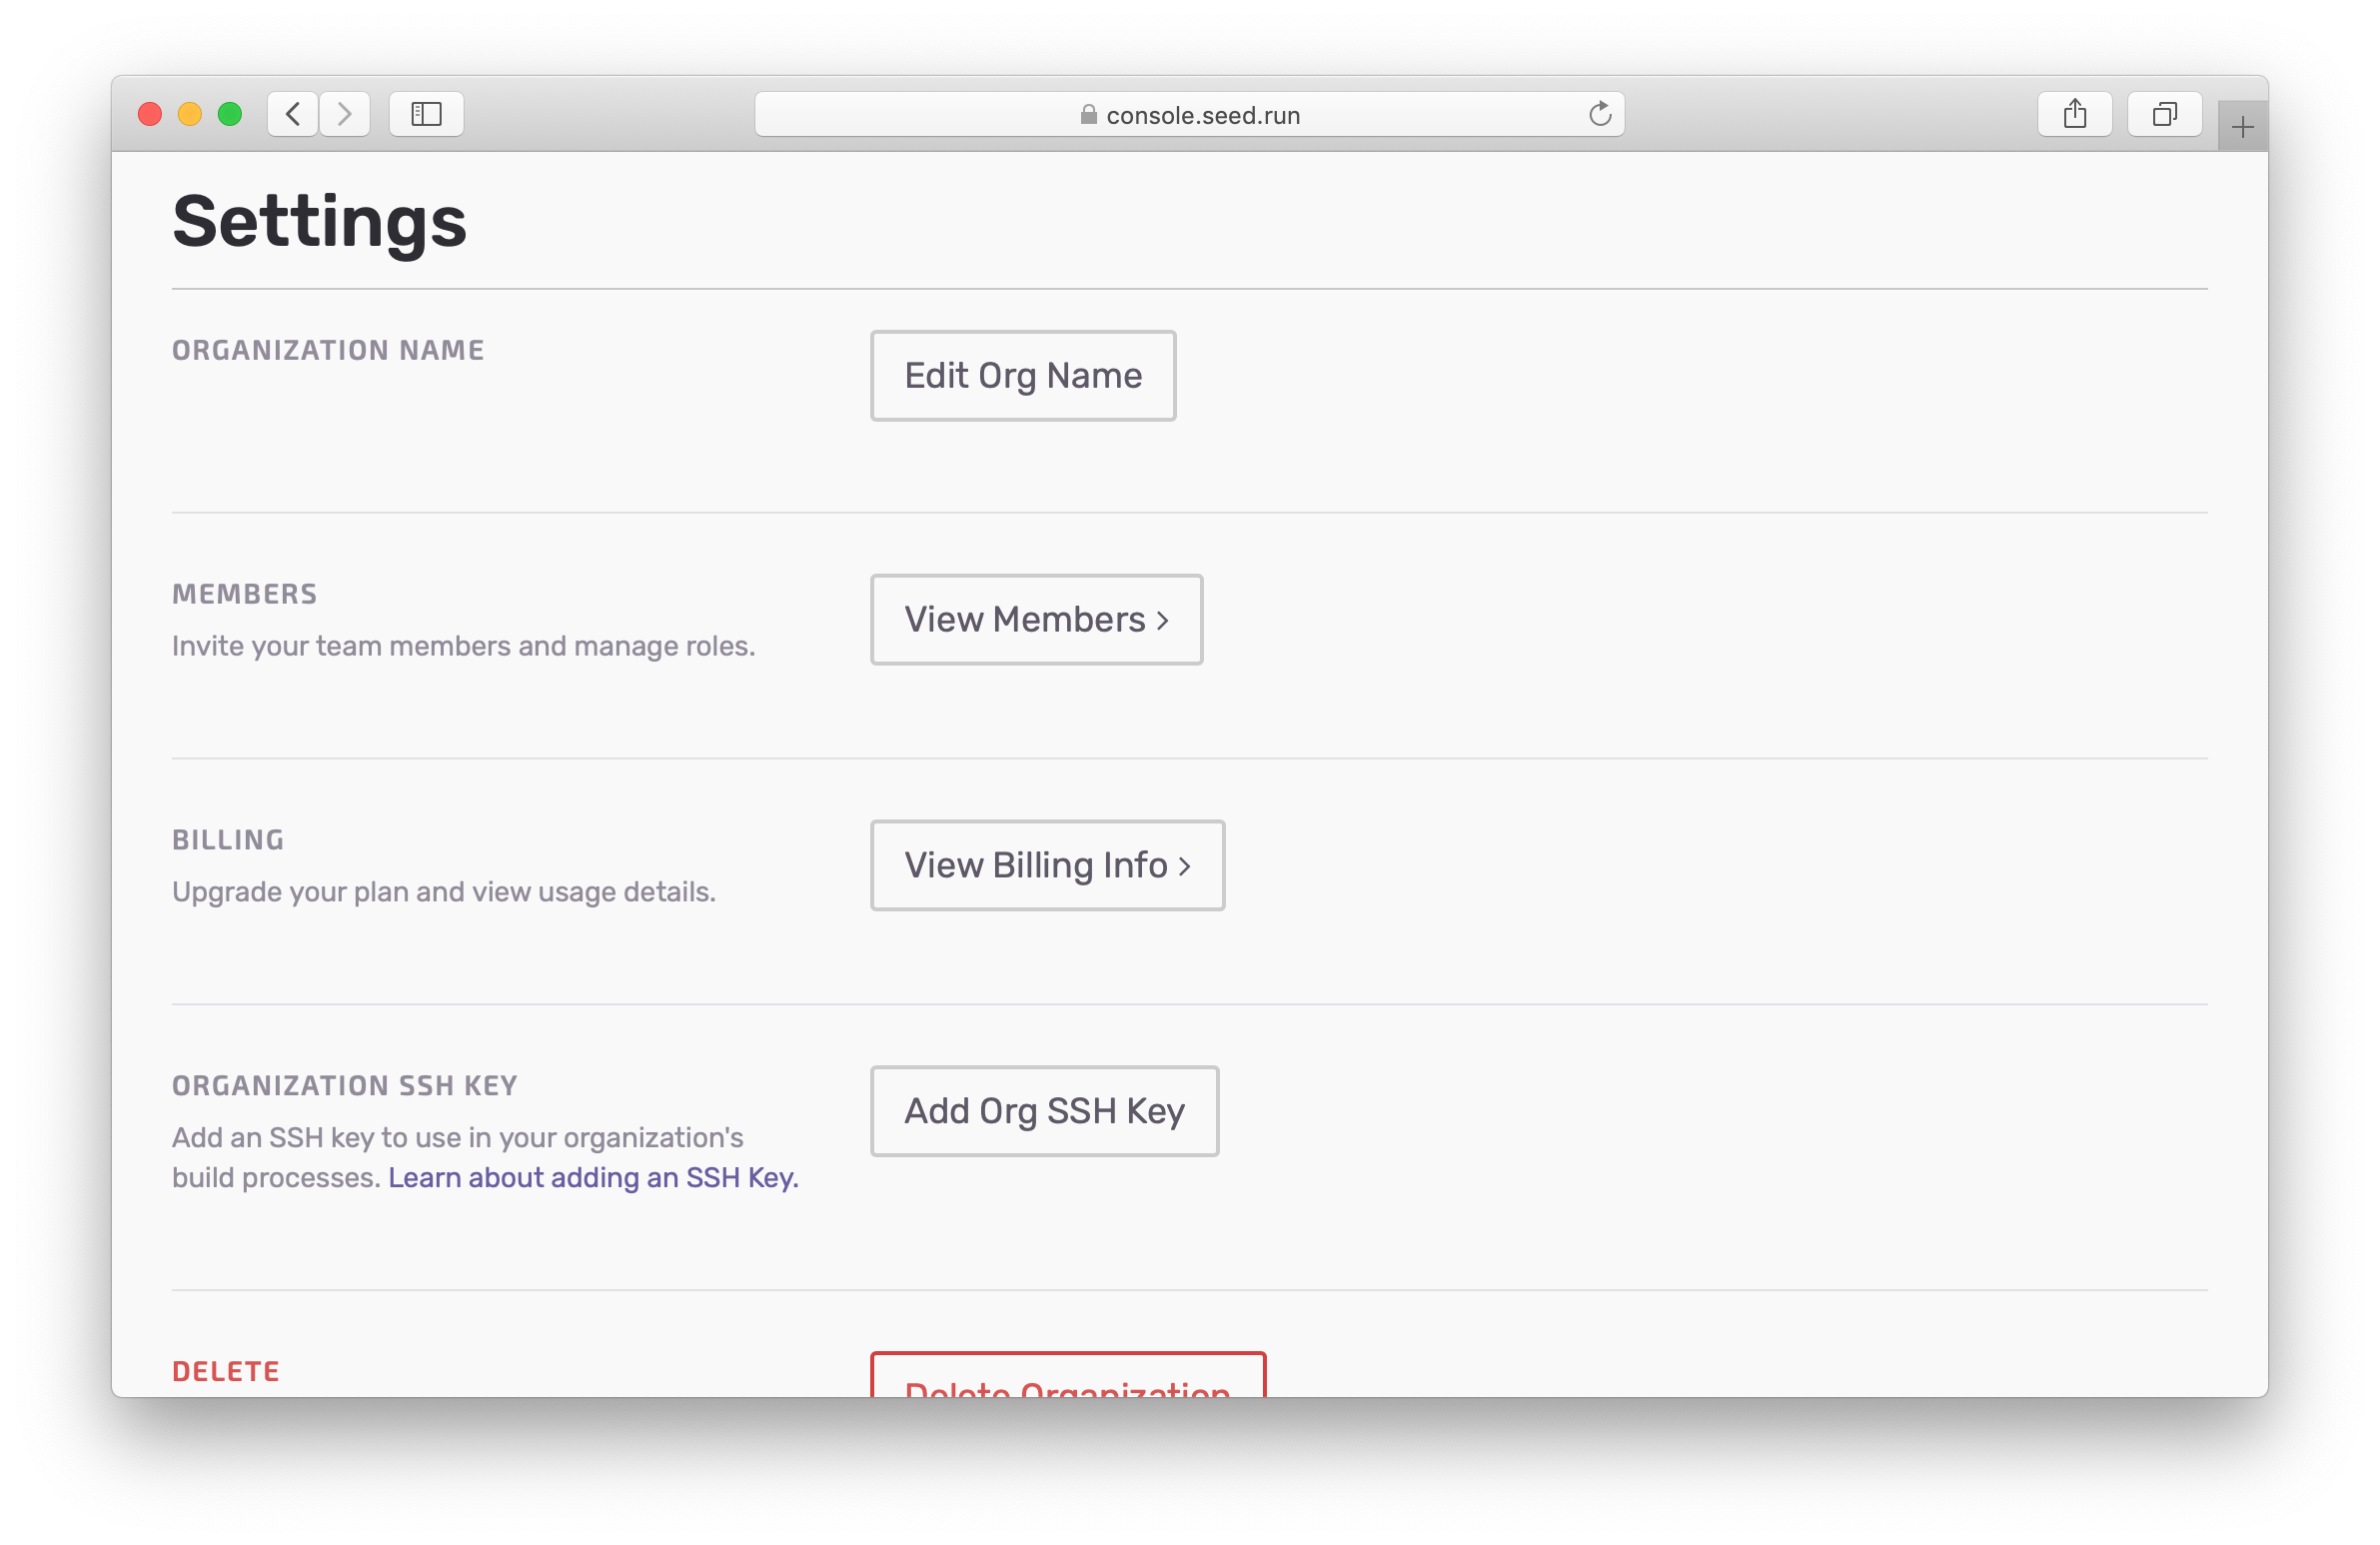 console.seed.run
Settings
ORGANIZATION NAME
Edit Org Name
MEMBERS
Invite your team members and manage roles.
View Members >
BILLING
Upgrade your plan and view usage details.
View Billing Info >
ORGANIZATION SSH KEY
Add an SSH key to use in your organization's
build processes. Learn about adding an SSH Key.
Add Org SSH Key
DELETE
Delete Organization